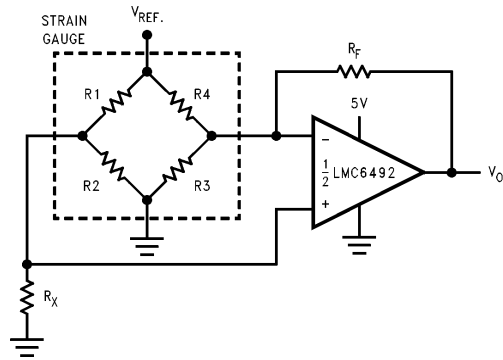 STRAIN
GAUGE
VREF.
R1
R4
R2
R3
RF
5V
−
1/2 LMC6492
+
VO
RX